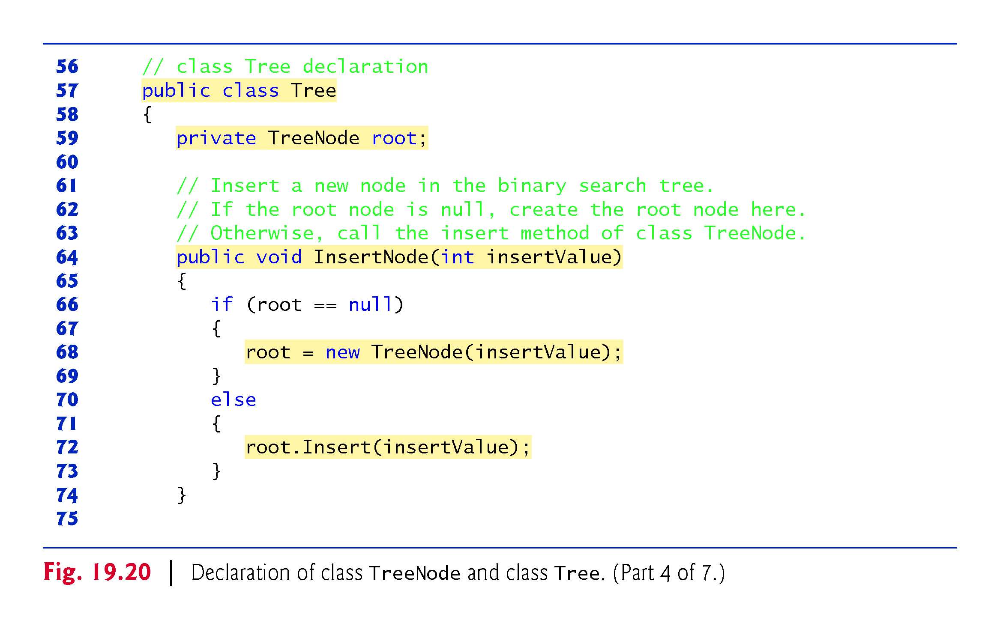 56 // class Tree declaration
57 public class Tree
58 {
59 private TreeNode root;
60
61 // Insert a new node in the binary search tree.
62 // If the root node is null, create the root node here.
63 // Otherwise, call the insert method of class TreeNode.
64 public void InsertNode(int insertValue)
65 {
66 if (root == null)
67 {
68 root = new TreeNode(insertValue);
69 }
70 else
71 {
72 root.Insert(insertValue);
73 }
74 }
75
Fig. 19.20 | Declaration of class TreeNode and class Tree. (Part 4 of 7.)